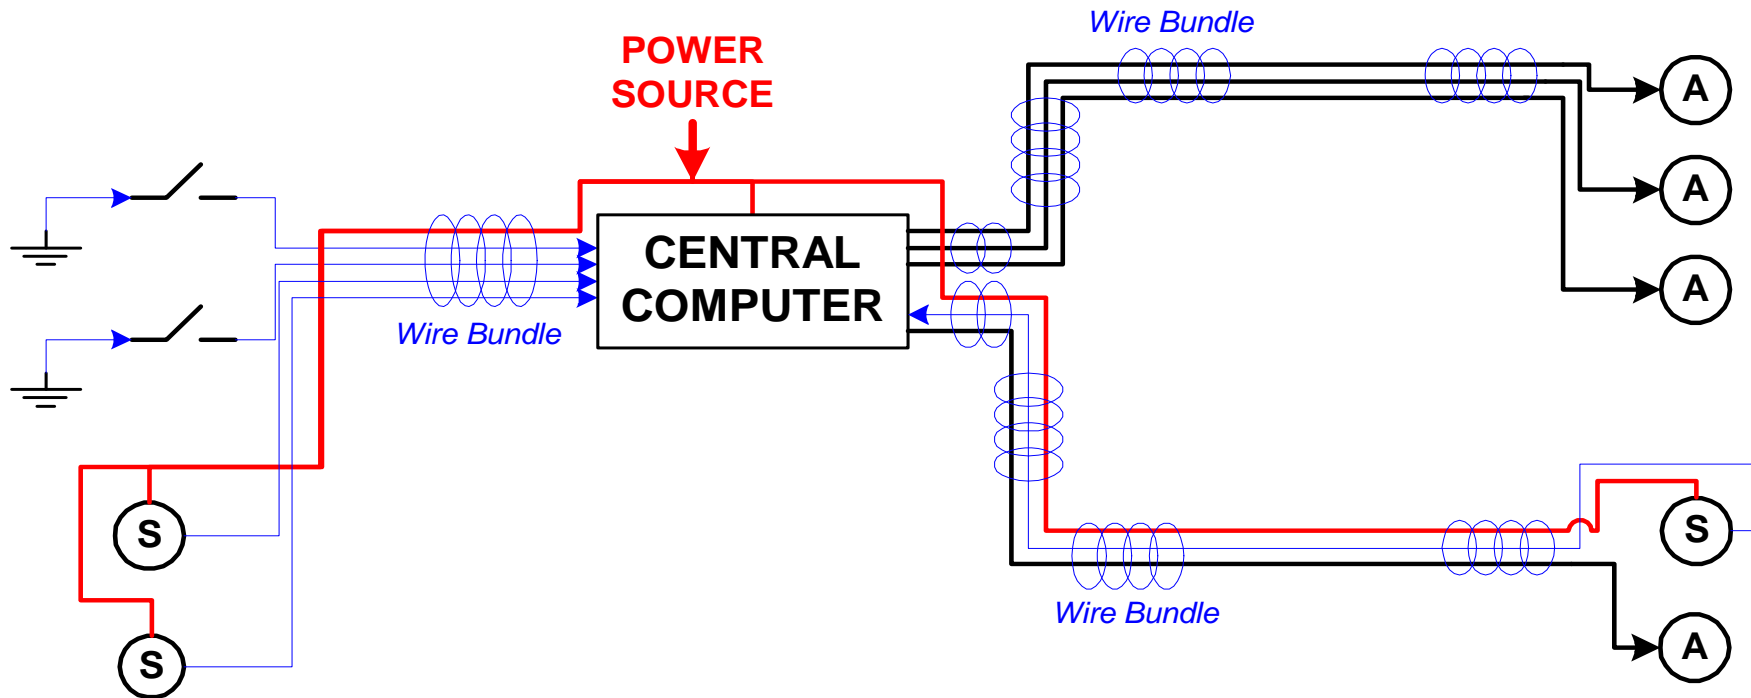 Wire Bundle
POWER
SOURCE
A
A
CENTRAL
COMPUTER
A
Wire Bundle
S
S
Wire Bundle
A
S